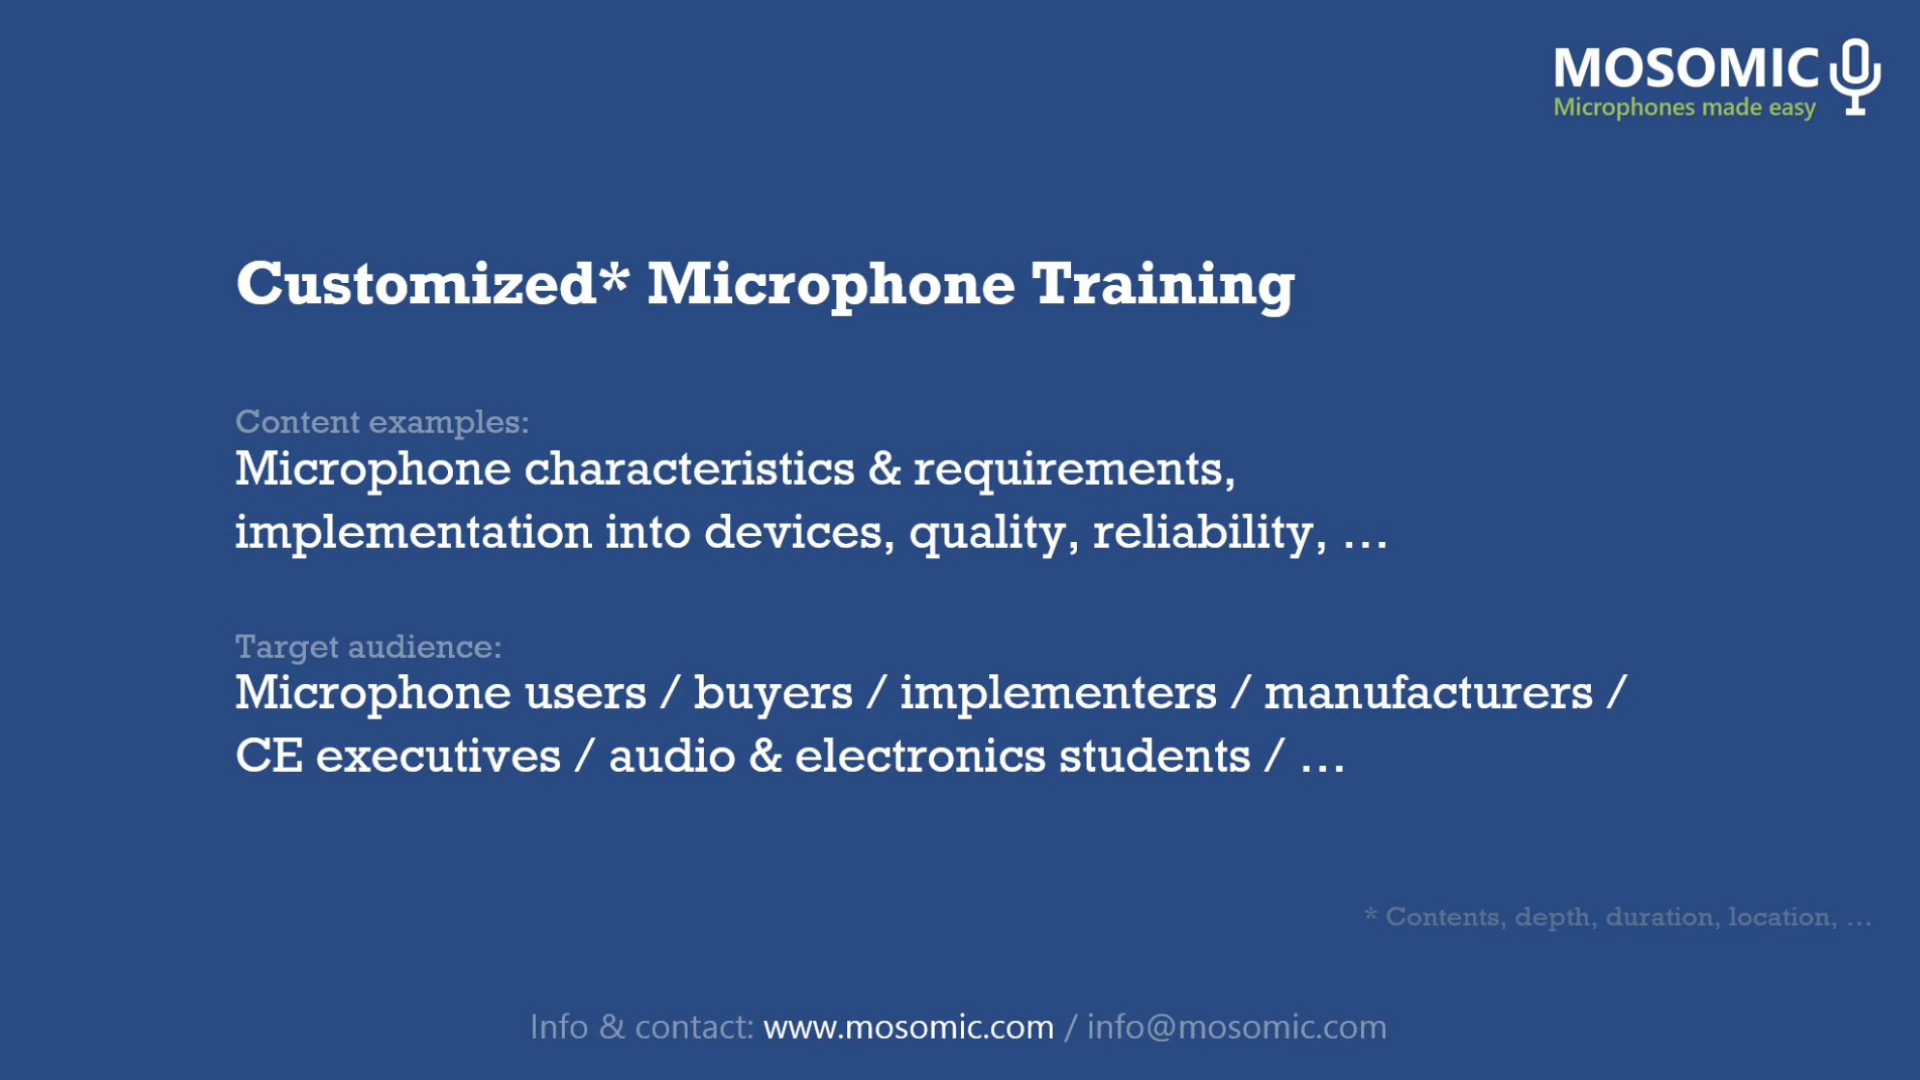 MOSOMIC
Microphones made easy
Customized* Microphone Training
Content examples:
Microphone characteristics & requirements,
implementation into devices, quality, reliability, ...
Target audience:
Microphone users / buyers / implementers / manufacturers /
CE executives / audio & electronics students / ...
* Contents, depth, duration, location, ...
Info & contact: www.mosomic.com / info@mosomic.com